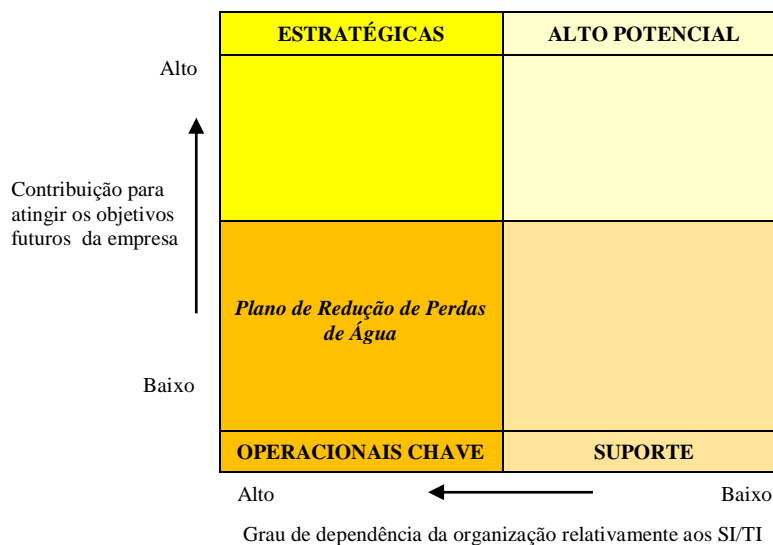 ESTRATÉGICAS
ALTO POTENCIAL
Alto
Contribuição para
atingir os objetivos
futuros da empresa
Plano de Redução de Perdas
de Água
Baixo
OPERACIONAIS CHAVE
SUPORTE
Alto
Baixo
Grau de dependência da organização relativamente aos SI/TI